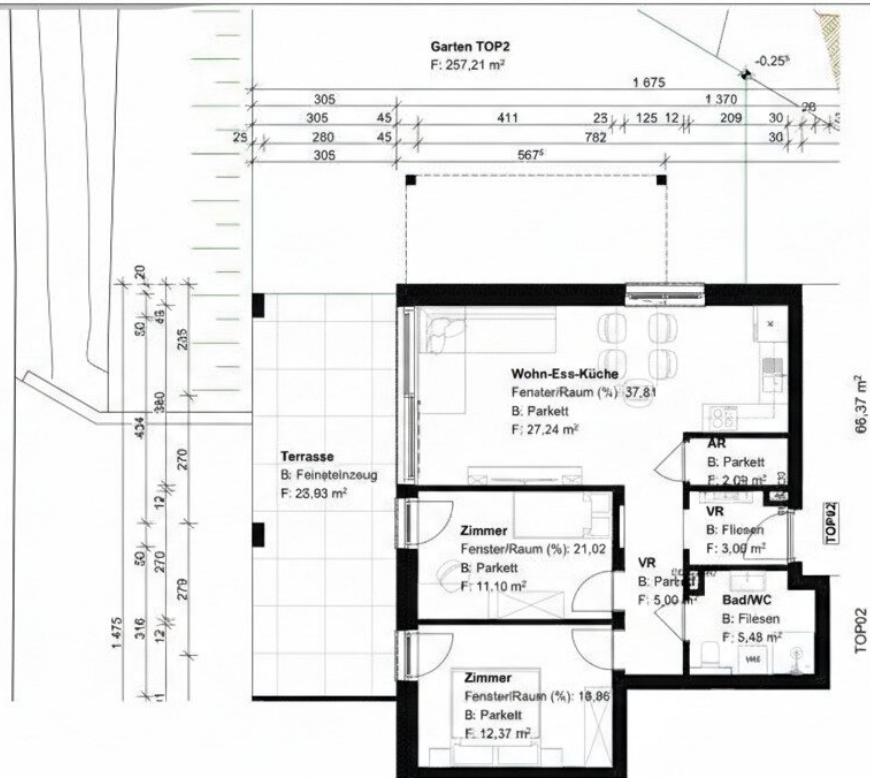 Garten TOP2
F: 257,21 m²
-0.25⁵
1 675
305
1 370
305
45
411
23
125
12
209
30
28
25
280
45
782
30
305
567⁵
20
50
48
285
380
434
270
12
50
270
279
1 475
316
12
Wohn-Ess-Küche
Fenster/Raum (%) 37,81
B: Parkett
F: 27,24 m²
Terrasse
B: Feinsteinzeug
F: 23,93 m²
AR
B: Parkett
F: 2,09 m²
VR
B: Fliesen
F: 3,00 m²
Zimmer
Fenster/Raum (%): 21,02
B: Parkett
F: 11,10 m²
VR
B: Parkett
F: 5,00 m²
Bad/WC
B: Fliesen
F: 5,48 m²
Zimmer
Fenster/Raum (%): 16,86
B: Parkett
F: 12,37 m²
66,37 m²
TOP02
TOP02